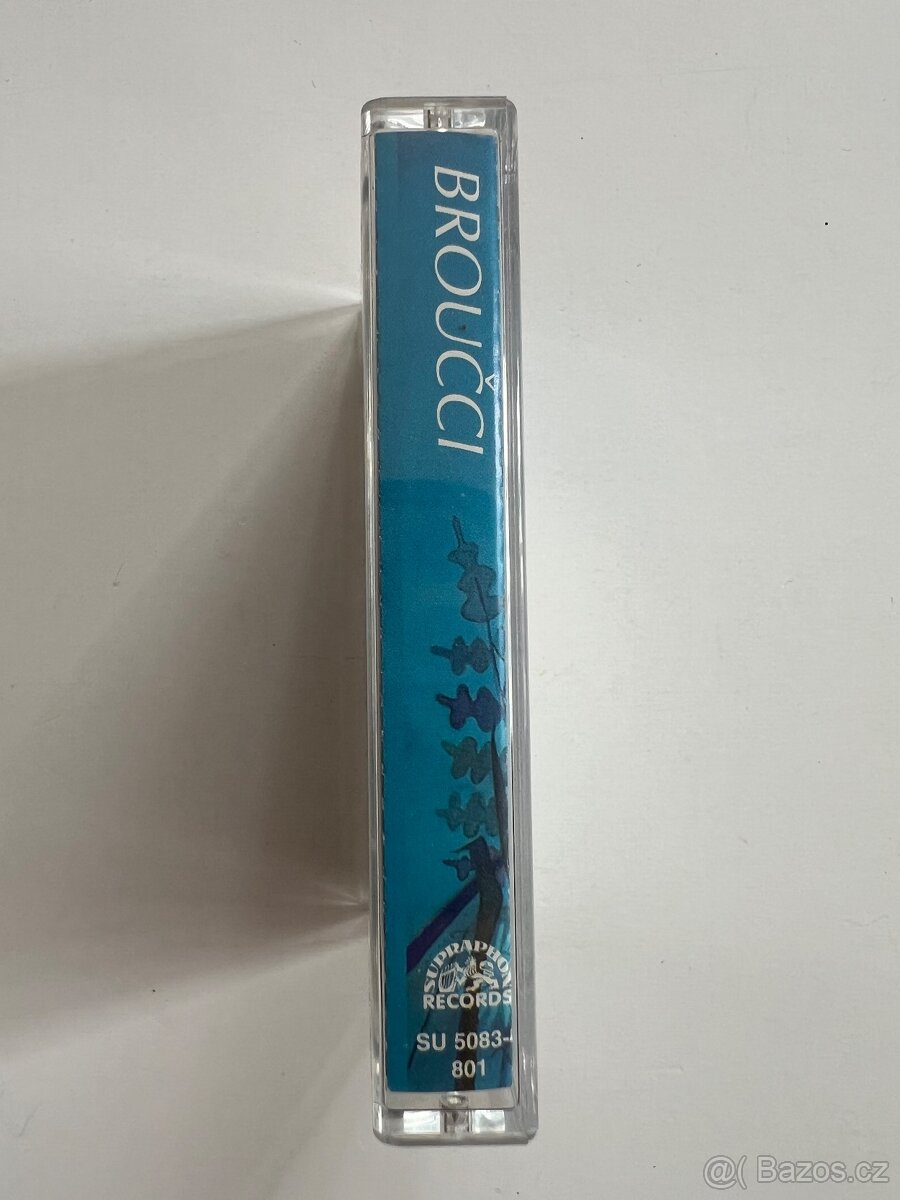 BROUČCI
SUPRAPHON
RECORDS
SU 5083-
801
@( Bazos.cz